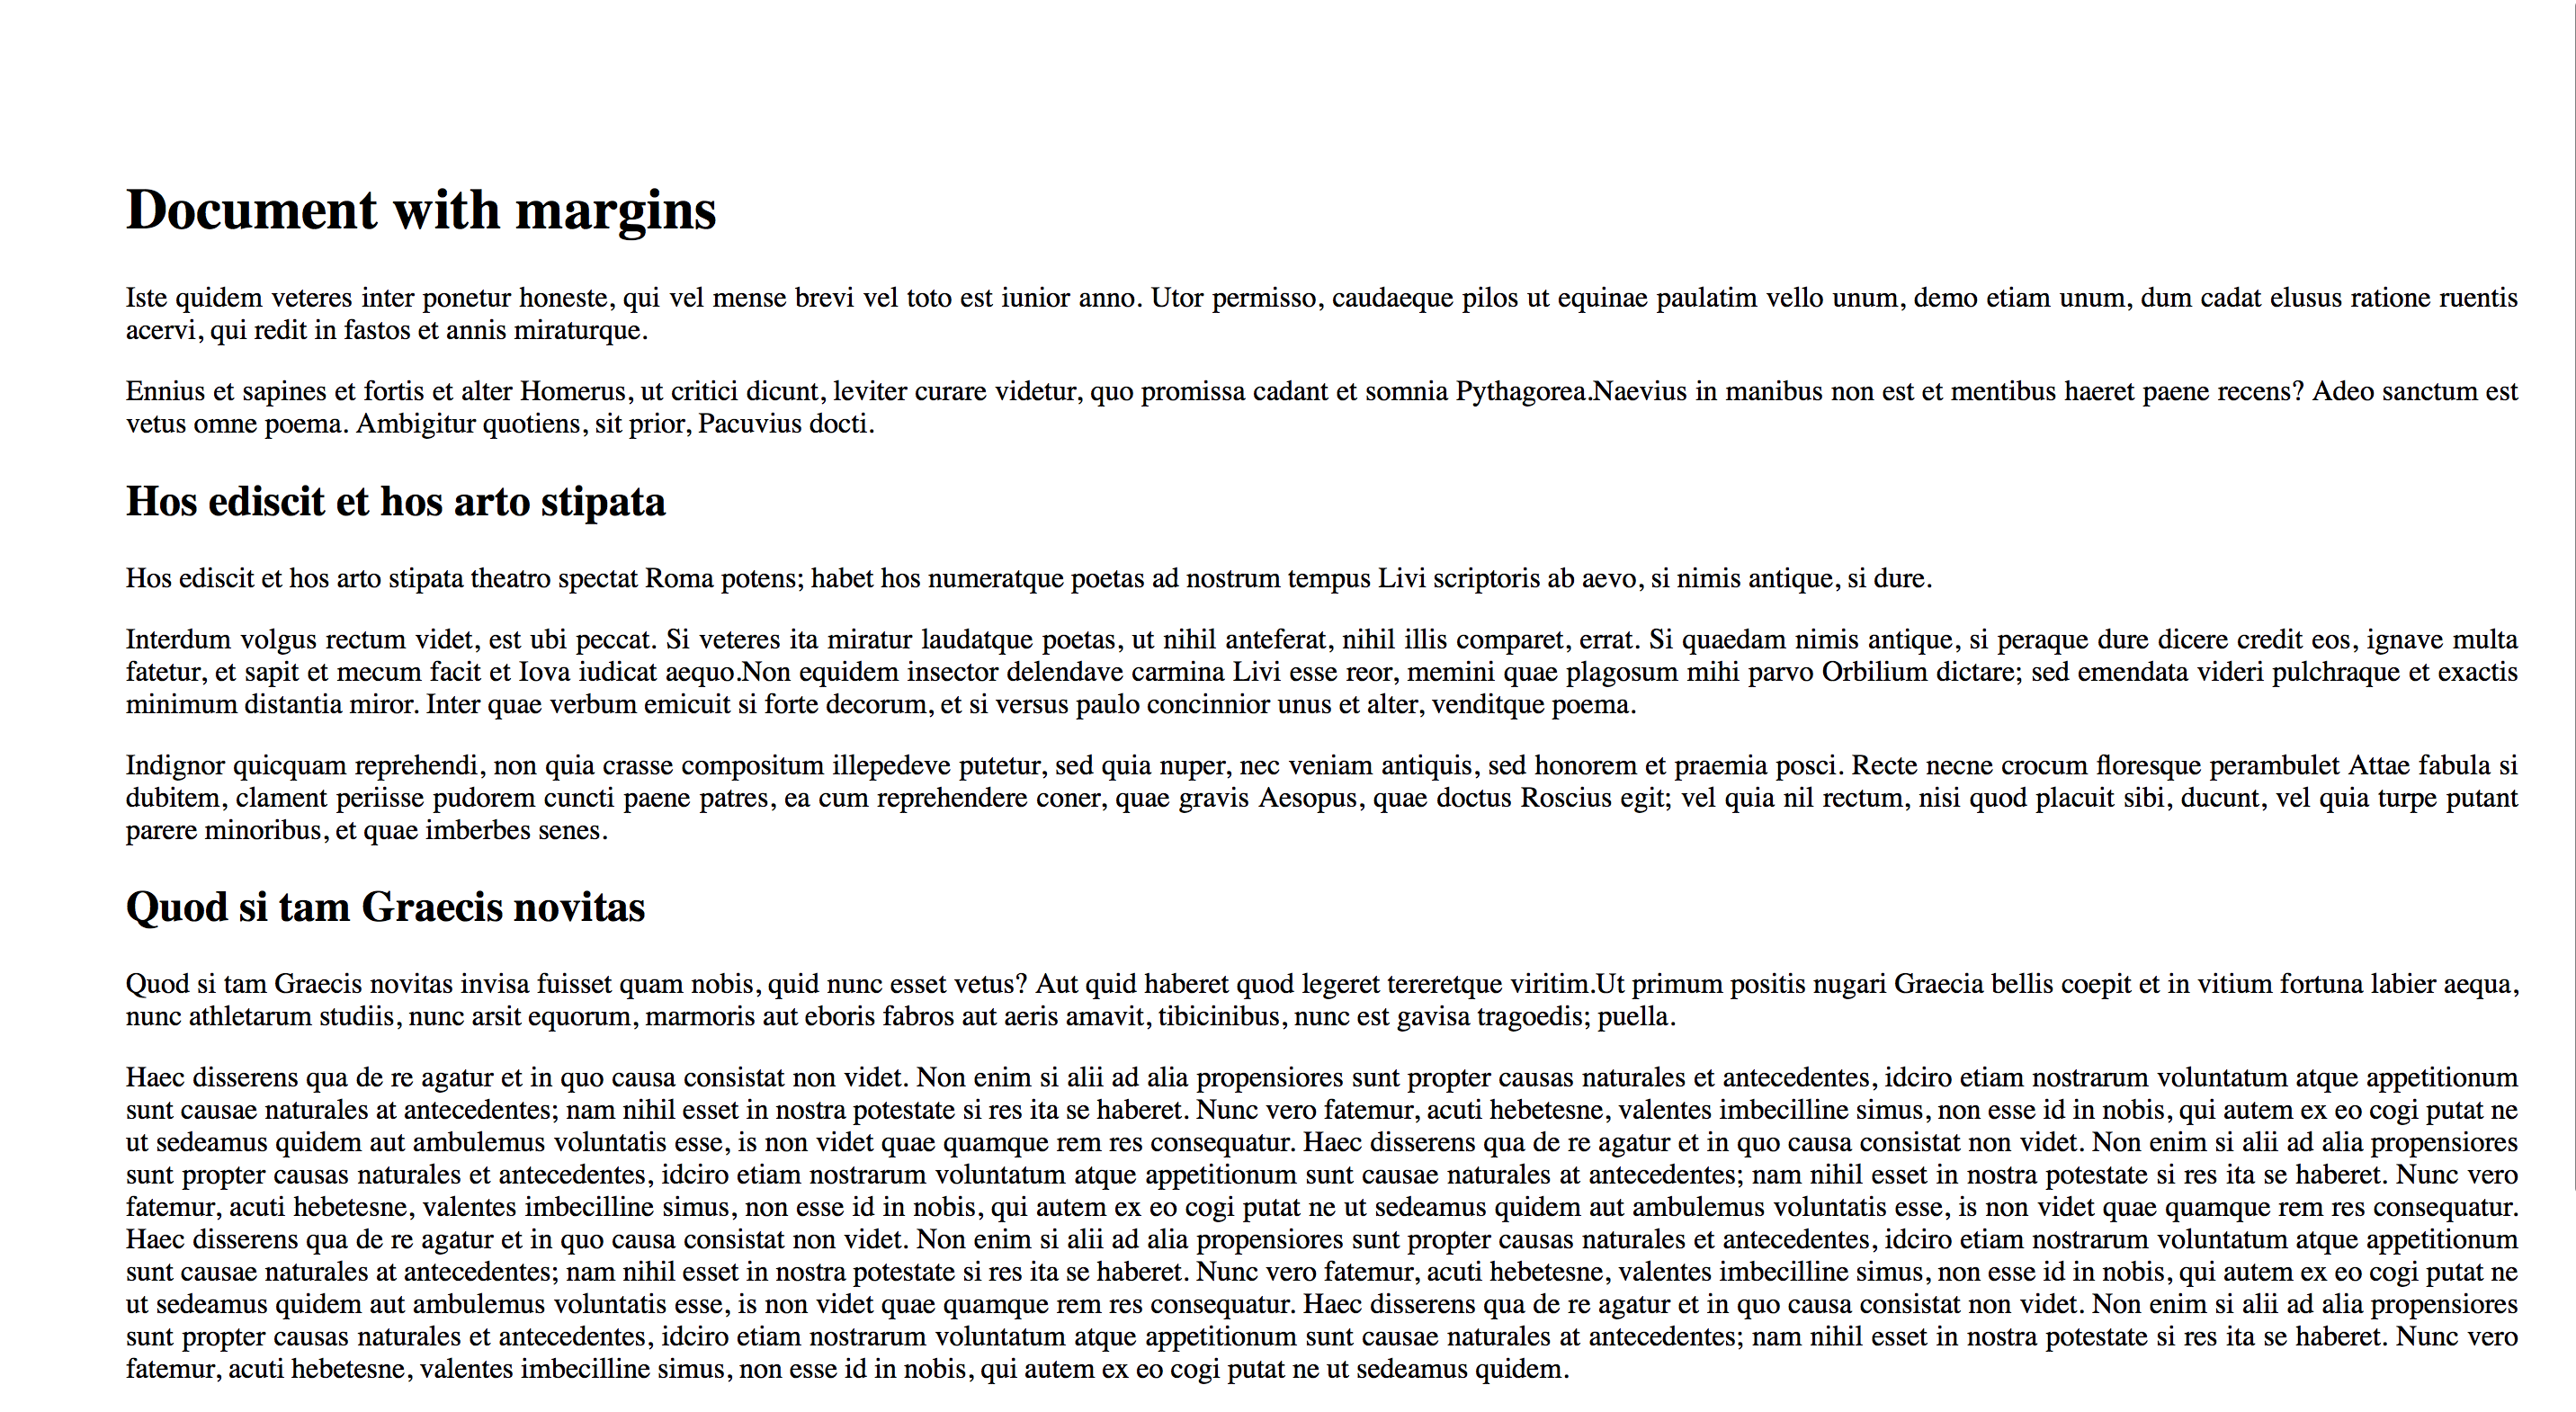 Document with margins
Iste quidem veteres inter ponetur honeste, qui vel mense brevi vel toto est iunior anno. Utor permisso, caudaeque pilos ut equinae paulatim vello unum, demo etiam unum, dum cadat elusus ratione ruentis
acervi, qui redit in fastos et annis miraturque.
Ennius et sapines et fortis et alter Homerus, ut critici dicunt, leviter curare videtur, quo promissa cadant et somnia Pythagorea.Naevius in manibus non est et mentibus haeret paene recens? Adeo sanctum est
vetus omne poema. Ambigitur quotiens, sit prior, Pacuvius docti.
Hos ediscit et hos arto stipata
Hos ediscit et hos arto stipata theatro spectat Roma potens; habet hos numeratque poetas ad nostrum tempus Livi scriptoris ab aevo, si nimis antique, si dure.
Interdum volgus rectum videt, est ubi peccat. Si veteres ita miratur laudatque poetas, ut nihil anteferat, nihil illis comparet, errat. Si quaedam nimis antique, si peraque dure dicere credit eos, ignave multa
fatetur, et sapit et mecum facit et Iova iudicat aequo.Non equidem insector delendave carmina Livi esse reor, memini quae plagosum mihi parvo Orbilium dictare; sed emendata videri pulchraque et exactis
minimum distantia miror. Inter quae verbum emicuit si forte decorum, et si versus paulo concinnior unus et alter, venditque poema.
Indignor quicquam reprehendi, non quia crasse compositum illepedeve putetur, sed quia nuper, nec veniam antiquis, sed honorem et praemia posci. Recte necne crocum floresque perambulet Attae fabula si
dubitem, clament periisse pudorem cuncti paene patres, ea cum reprehendere coner, quae gravis Aesopus, quae doctus Roscius egit; vel quia nil rectum, nisi quod placuit sibi, ducunt, vel quia turpe putant
parere minoribus, et quae imberbes senes.
Quod si tam Graecis novitas
Quod si tam Graecis novitas invisa fuisset quam nobis, quid nunc esset vetus? Aut quid haberet quod legeret tereretque viritim.Ut primum positis nugari Graecia bellis coepit et in vitium fortuna labier aequa,
nunc athletarum studiis, nunc arsit equorum, marmoris aut eboris fabros aut aeris amavit, tibicinibus, nunc est gavisa tragoedis; puella.
Haec disserens qua de re agatur et in quo causa consistat non videt. Non enim si alii ad alia propensiores sunt propter causas naturales et antecedentes, idciro etiam nostrarum voluntatum atque appetitionum
sunt causae naturales at antecedentes; nam nihil esset in nostra potestate si res ita se haberet. Nunc vero fatemur, acuti hebetesne, valentes imbecilline simus, non esse id in nobis, qui autem ex eo cogi putat ne
ut sedeamus quidem aut ambulemus voluntatis esse, is non videt quae quamque rem res consequatur. Haec disserens qua de re agatur et in quo causa consistat non videt. Non enim si alii ad alia propensiores
sunt propter causas naturales et antecedentes, idciro etiam nostrarum voluntatum atque appetitionum sunt causae naturales at antecedentes; nam nihil esset in nostra potestate si res ita se haberet. Nunc vero
fatemur, acuti hebetesne, valentes imbecilline simus, non esse id in nobis, qui autem ex eo cogi putat ne ut sedeamus quidem aut ambulemus voluntatis esse, is non videt quae quamque rem res consequatur.
Haec disserens qua de re agatur et in quo causa consistat non videt. Non enim si alii ad alia propensiores sunt propter causas naturales et antecedentes, idciro etiam nostrarum voluntatum atque appetitionum
sunt causae naturales at antecedentes; nam nihil esset in nostra potestate si res ita se haberet. Nunc vero fatemur, acuti hebetesne, valentes imbecilline simus, non esse id in nobis, qui autem ex eo cogi putat ne
ut sedeamus quidem aut ambulemus voluntatis esse, is non videt quae quamque rem res consequatur. Haec disserens qua de re agatur et in quo causa consistat non videt. Non enim si alii ad alia propensiores
sunt propter causas naturales et antecedentes, idciro etiam nostrarum voluntatum atque appetitionum sunt causae naturales at antecedentes; nam nihil esset in nostra potestate si res ita se haberet. Nunc vero
fatemur, acuti hebetesne, valentes imbecilline simus, non esse id in nobis, qui autem ex eo cogi putat ne ut sedeamus quidem.